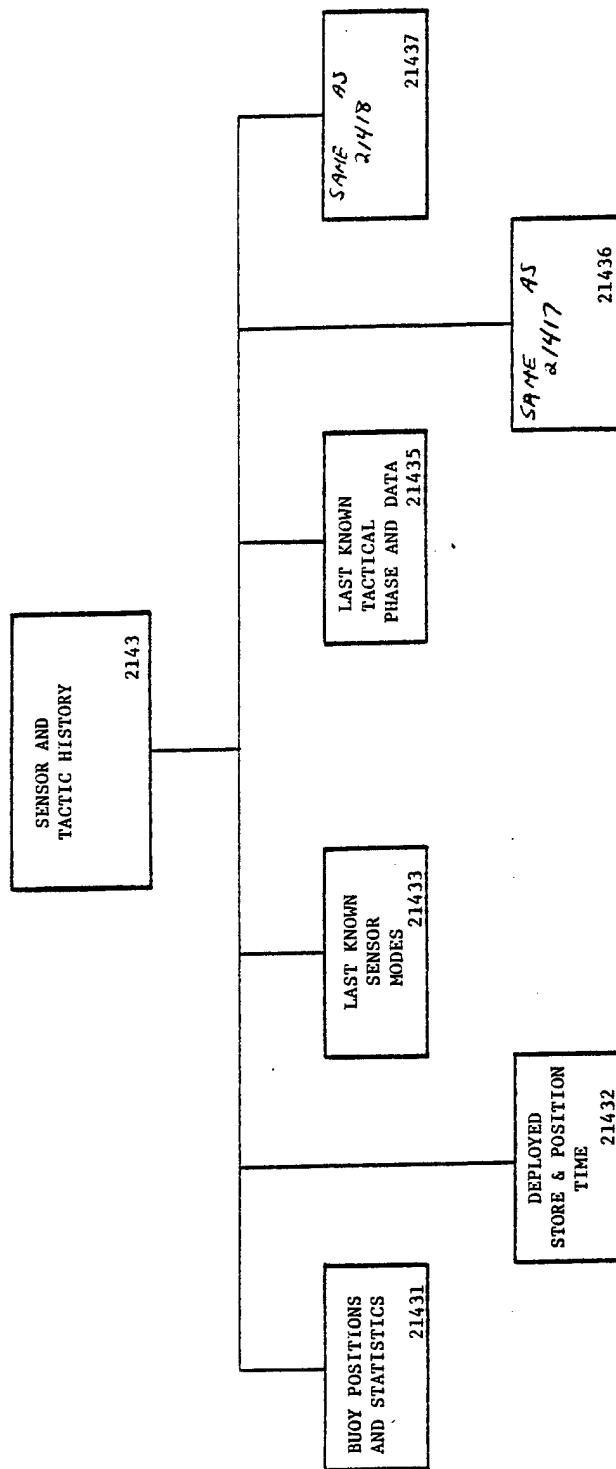 SENSOR AND
TACTIC HISTORY
2143
BUOY POSITIONS
AND STATISTICS
21431
DEPLOYED
STORE & POSITION
TIME
21432
LAST KNOWN
SENSOR
MODES
21433
LAST KNOWN
TACTICAL
PHASE AND DATA
21435
SAME AS
21417
21436
SAME AS
21418
21437